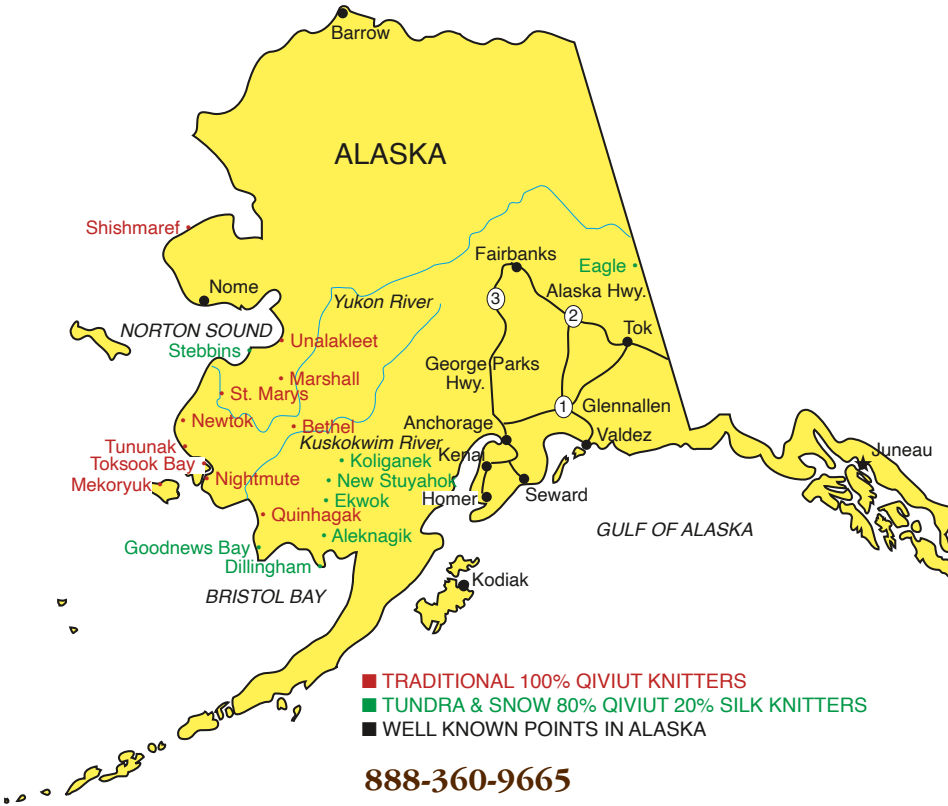 Barrow
ALASKA
Shishmaref
Fairbanks
Eagle
Nome
Alaska Hwy.
3
Yukon River
2
NORTON SOUND
Tok
Unalakleet
Stebbins
George Parks
Hwy.
Marshall
St. Marys
1
Glennallen
Newtok
Bethel
Anchorage
Kuskokwim River
Valdez
Tununak
Kenai
Juneau
Toksook Bay
Koliganek
Nightmute
New Stuyahok
Mekoryuk
Homer
Seward
Ekwok
Quinhagak
GULF OF ALASKA
Aleknagik
Goodnews Bay
Dillingham
Kodiak
BRISTOL BAY
TRADITIONAL 100% QIVIUT KNITTERS
TUNDRA & SNOW 80% QIVIUT 20% SILK KNITTERS
WELL KNOWN POINTS IN ALASKA
888-360-9665